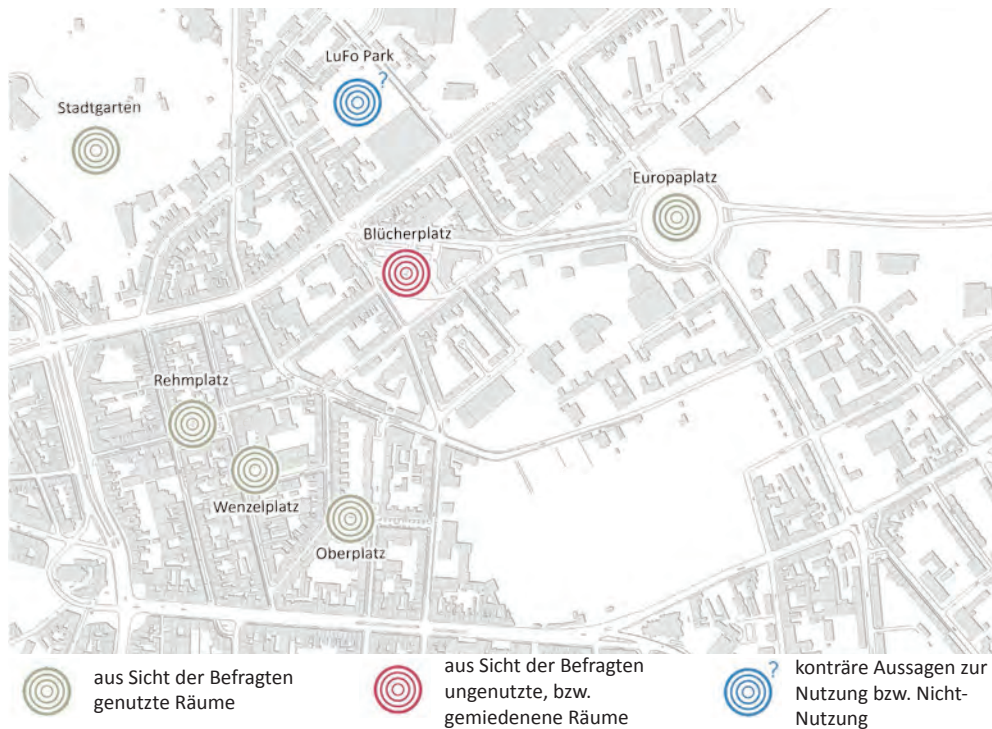 LuFo Park
?
Stadtgarten
Europaplatz
Blücherplatz
Rehmplatz
Wenzelplatz
Oberplatz
aus Sicht der Befragten
genutzte Räume
aus Sicht der Befragten
ungenutzte, bzw.
gemiedenene Räume
?
konträre Aussagen zur
Nutzung bzw. Nicht-
Nutzung